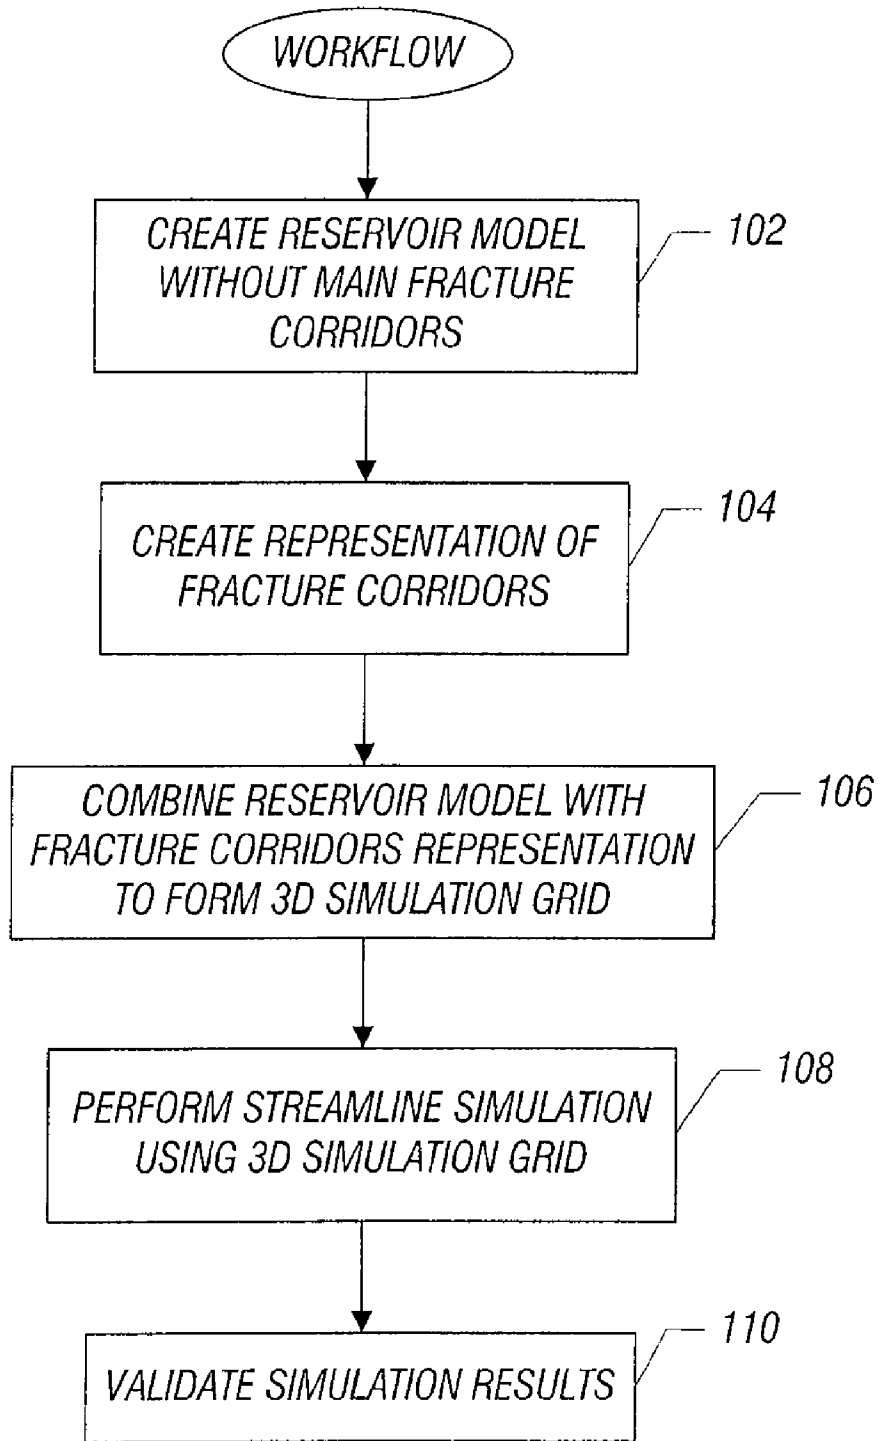 WORKFLOW
CREATE RESERVOIR MODEL
WITHOUT MAIN FRACTURE
CORRIDORS
102
CREATE REPRESENTATION OF
FRACTURE CORRIDORS
104
COMBINE RESERVOIR MODEL WITH
FRACTURE CORRIDORS REPRESENTATION
TO FORM 3D SIMULATION GRID
106
PERFORM STREAMLINE SIMULATION
USING 3D SIMULATION GRID
108
VALIDATE SIMULATION RESULTS
110